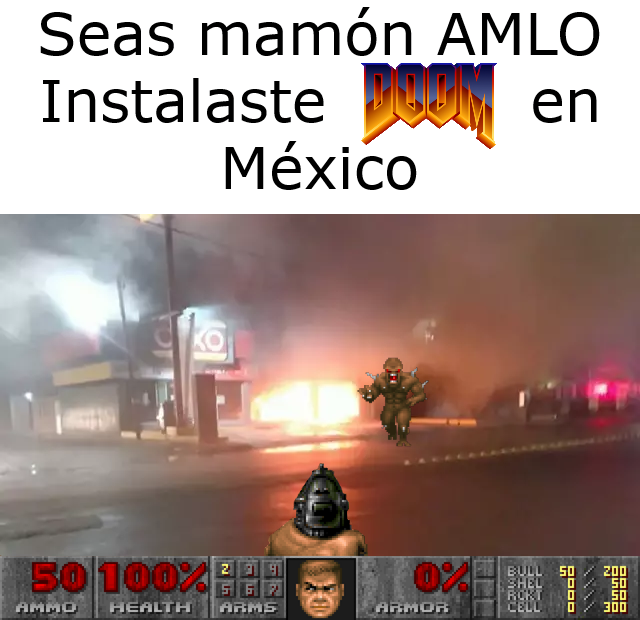 Seas mamón AMLO
Instalaste DOOM en
México
OXXO
50 100% 2 3 4 0% BULL 50 / 200
5 6 7 SHEL 0 / 50
RCKT 0 / 50
AMMO HEALTH ARMS ARMOR CELL 0 / 300